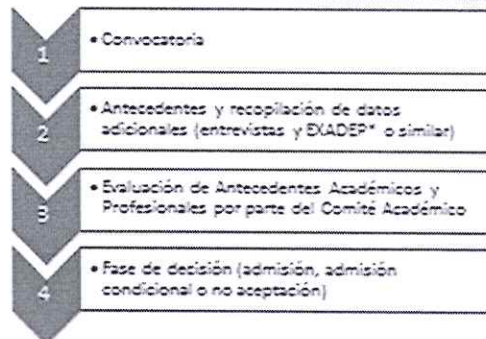 1
• Convocatoria
2
• Antecedentes y recopilación de datos
adicionales (entrevistas y EXADEP* o similar)
3
• Evaluación de Antecedentes Académicos y
Profesionales por parte del Comité Académico
4
• Fase de decisión (admisión, admisión
condicional o no aceptación)